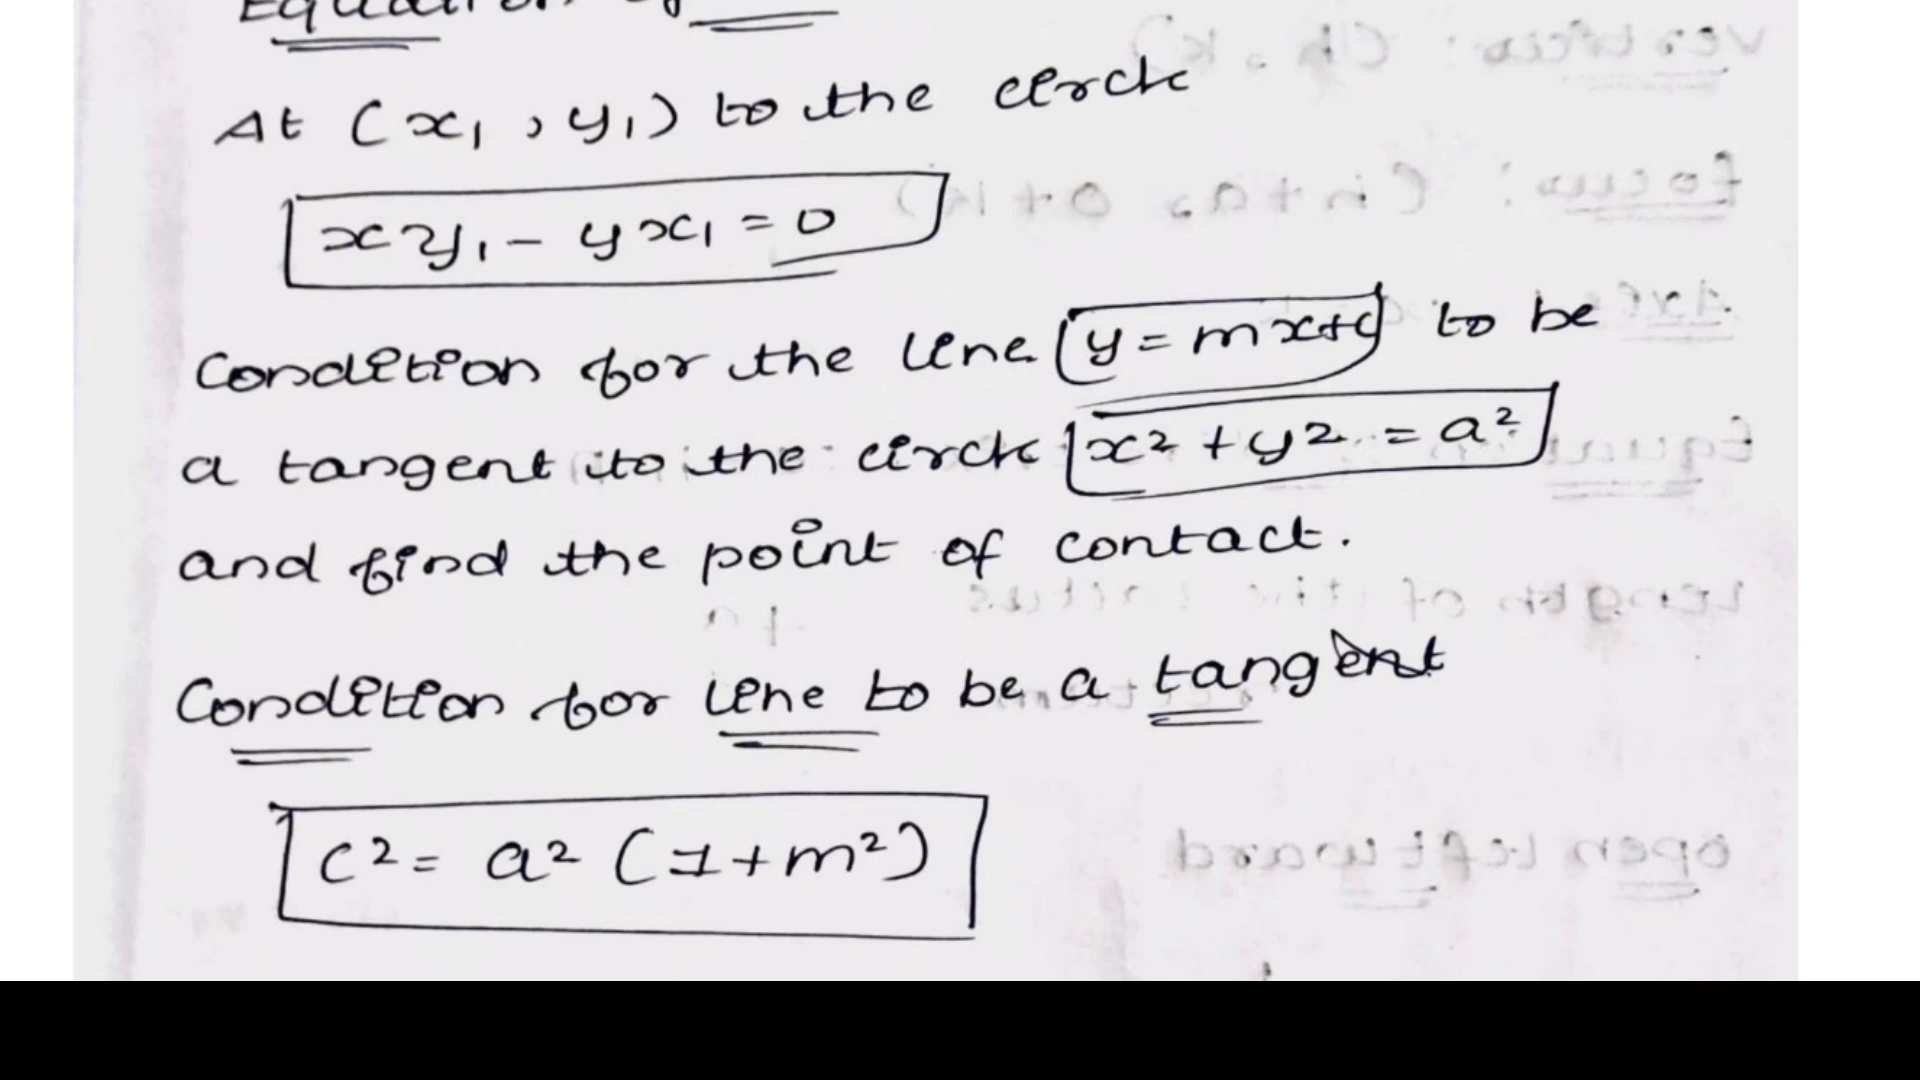 Equation of
At (x₁, y₁) to the circle
xy₁ - yx₁ = 0
Condition for the line y = mx+c to be
a tangent to the circle x² + y² = a²
and find the point of contact.
Condition for line to be a tangent
c² = a² (1+m²)